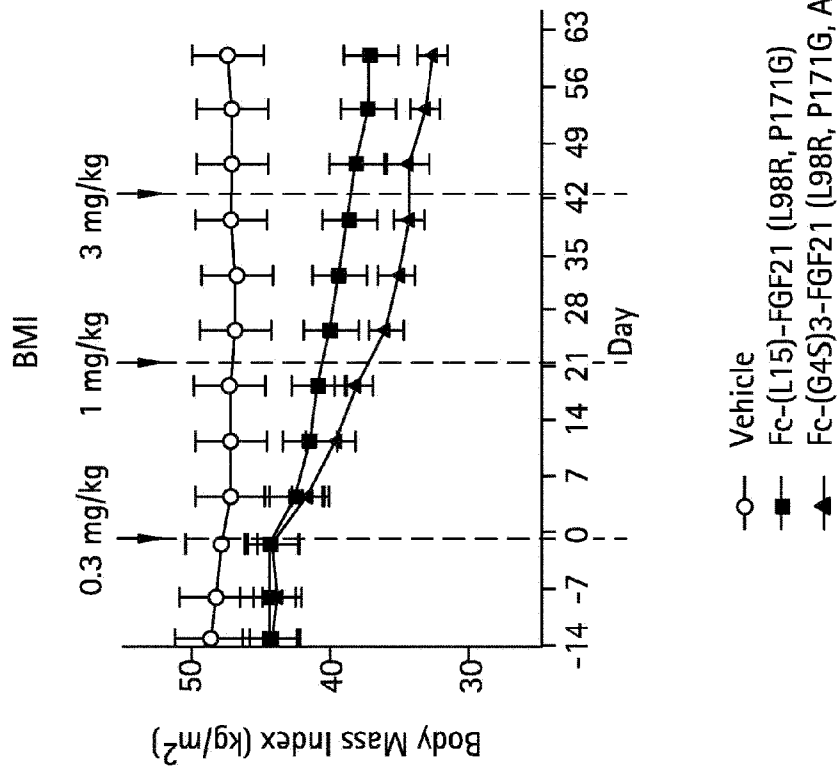 BMI
0.3 mg/kg 1 mg/kg 3 mg/kg
Body Mass Index (kg/m²)
50
40
30
-14 -7 0 7 14 21 28 35 42 49 56 63
Day
Vehicle
Fc-(L15)-FGF21 (L98R, P171G)
Fc-(G4S)3-FGF21 (L98R, P171G, A